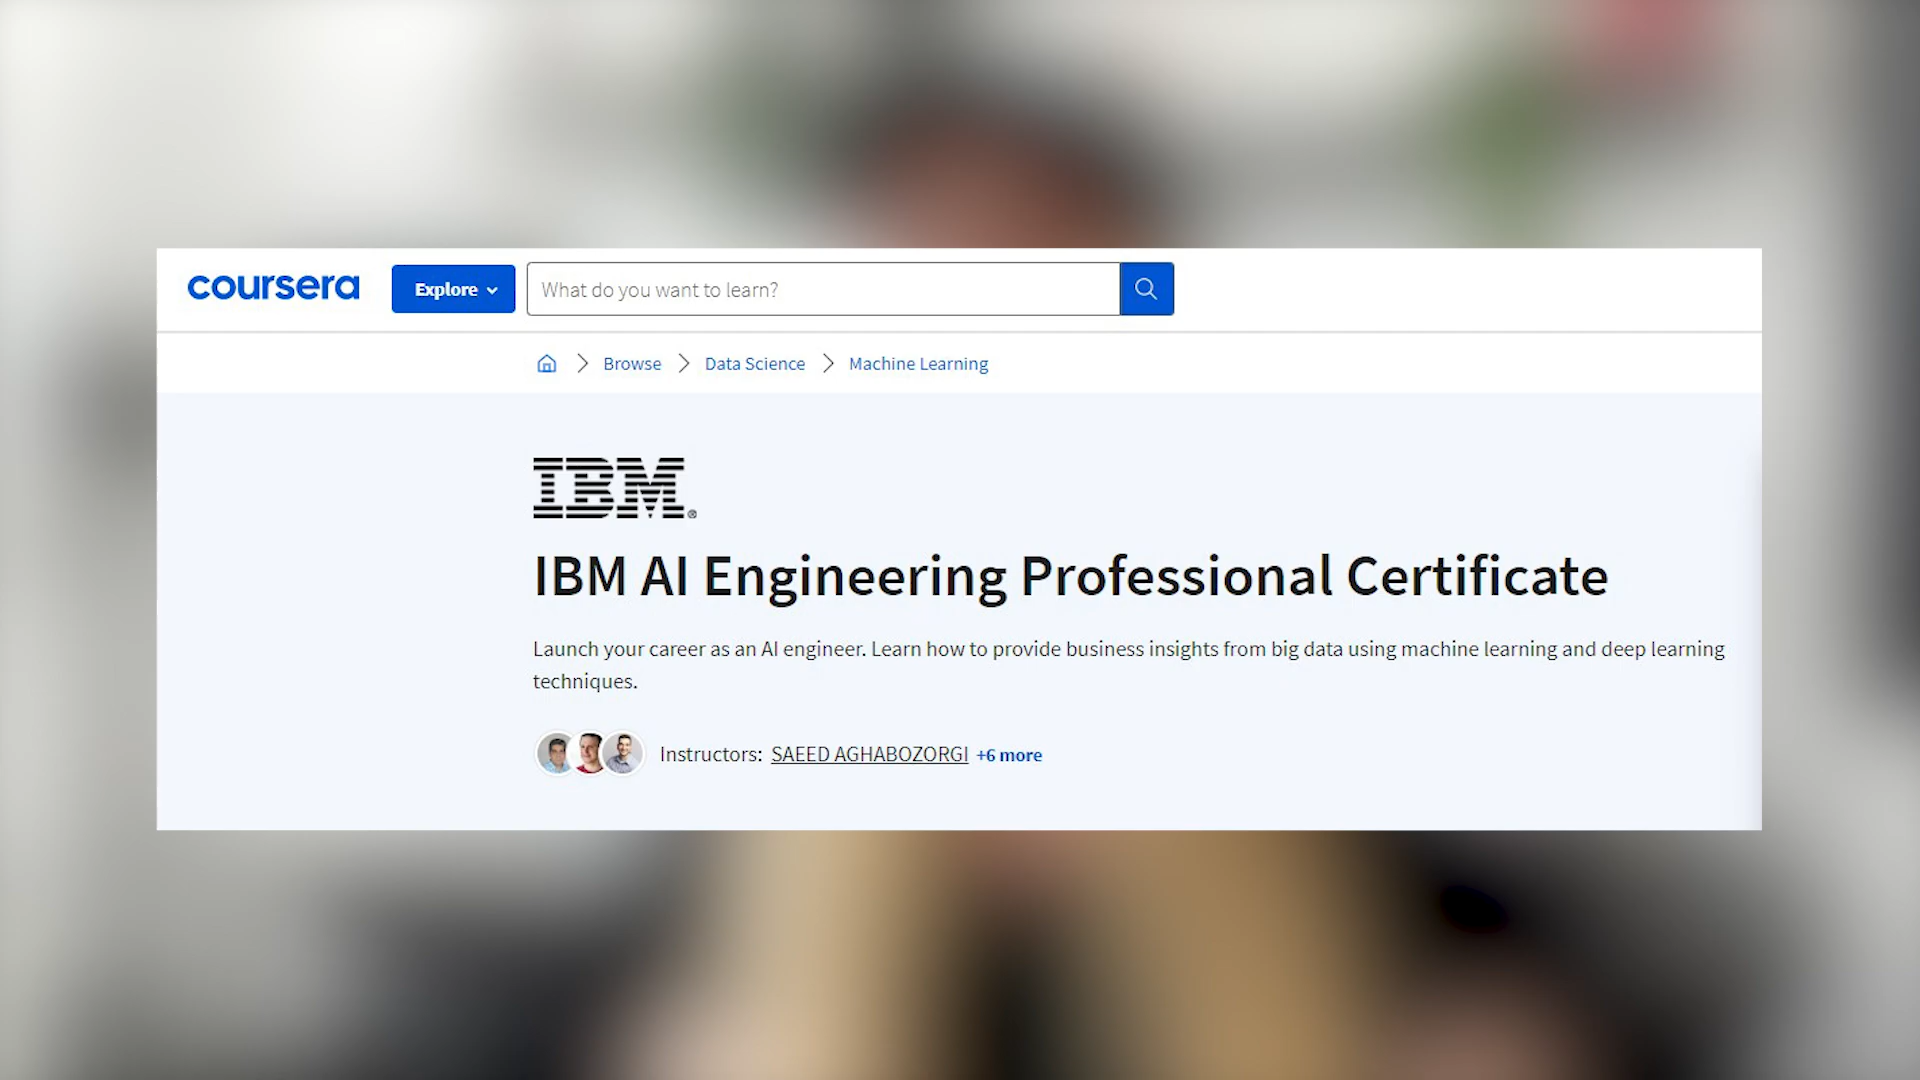 coursera
Explore
What do you want to learn?
Browse
Data Science
Machine Learning
IBM®
IBM AI Engineering Professional Certificate
Launch your career as an AI engineer. Learn how to provide business insights from big data using machine learning and deep learning
techniques.
Instructors: SAEED AGHABOZORGI +6 more